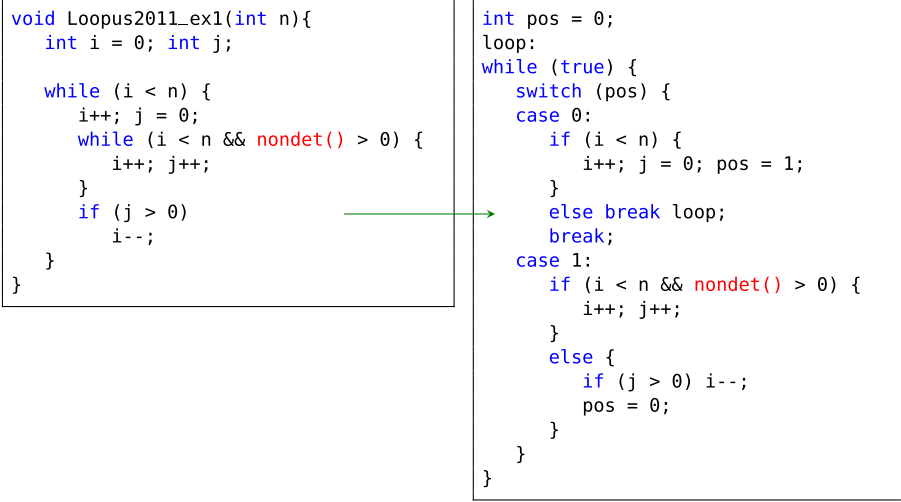 void Loopus2011_ex1(int n){
int i = 0; int j;
while (i < n) {
i++; j = 0;
while (i < n && nondet() > 0) {
i++; j++;
}
if (j > 0)
i--;
}
}
int pos = 0;
loop:
while (true) {
switch (pos) {
case 0:
if (i < n) {
i++; j = 0; pos = 1;
}
else break loop;
break;
case 1:
if (i < n && nondet() > 0) {
i++; j++;
}
else {
if (j > 0) i--;
pos = 0;
}
}
}